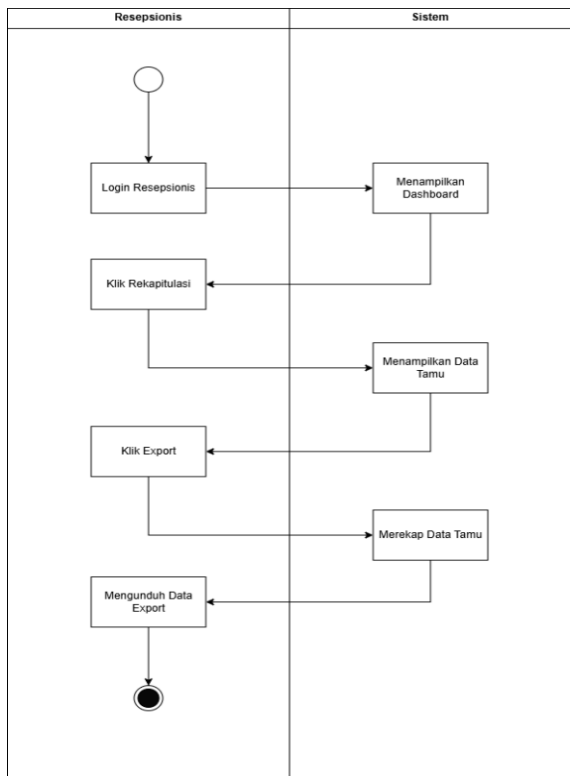 Resepsionis
Sistem
Login Resepsionis
Menampilkan
Dashboard
Klik Rekapitulasi
Menampilkan Data
Tamu
Klik Export
Merekap Data Tamu
Mengunduh Data
Export